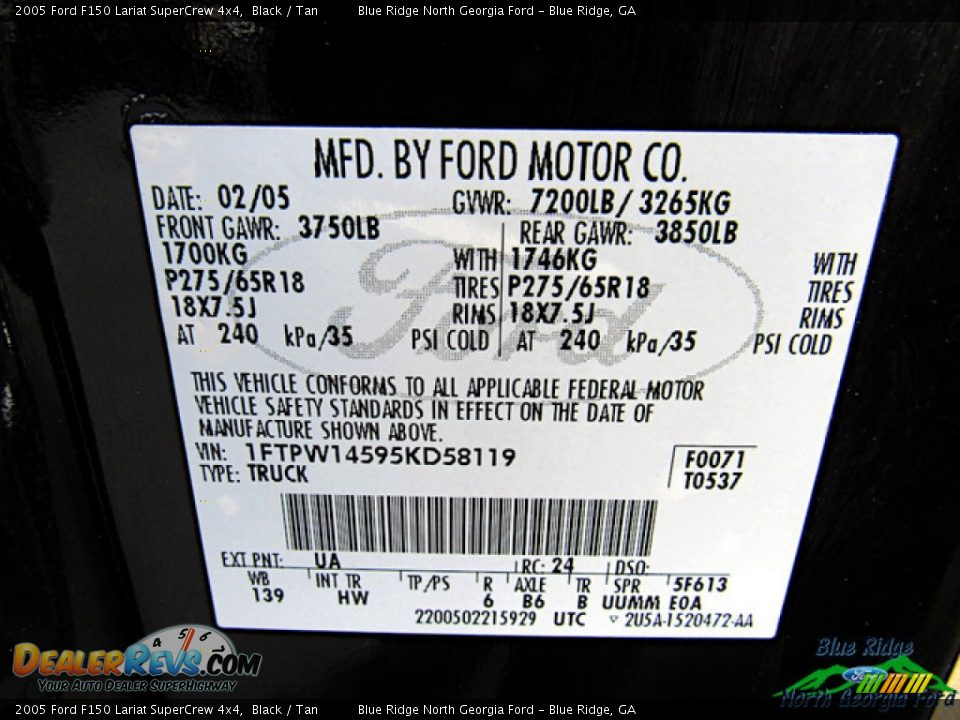 2005 Ford F150 Lariat SuperCrew 4x4, Black / Tan Blue Ridge North Georgia Ford - Blue Ridge, GA
MFD. BY FORD MOTOR CO.
DATE: 02/05 GVWR: 7200LB/ 3265KG
FRONT GAWR: 3750LB REAR GAWR: 3850LB
1700KG WITH 1746KG WITH
P275/65R18 TIRES P275/65R18 TIRES
18X7.5J RIMS 18X7.5J RIMS
AT 240 kPa/35 PSI COLD AT 240 kPa/35 PSI COLD
THIS VEHICLE CONFORMS TO ALL APPLICABLE FEDERAL MOTOR
VEHICLE SAFETY STANDARDS IN EFFECT ON THE DATE OF
MANUFACTURE SHOWN ABOVE.
VIN: 1FTPW14595KD58119 F0071
TYPE: TRUCK T0537
EXT PNT: UA RC: 24 DSO:
WB INT TR TP/PS R AXLE TR SPR 5F613
139 HW 6 B6 B UUMM E0A
2200502215929 UTC ▽ 2U5A-1520472-AA
Ford
4 5 6
DEALERREVS.COM
YOUR AUTO DEALER SUPERHIGHWAY
Blue Ridge
Ford
North Georgia Ford
2005 Ford F150 Lariat SuperCrew 4x4, Black / Tan Blue Ridge North Georgia Ford - Blue Ridge, GA